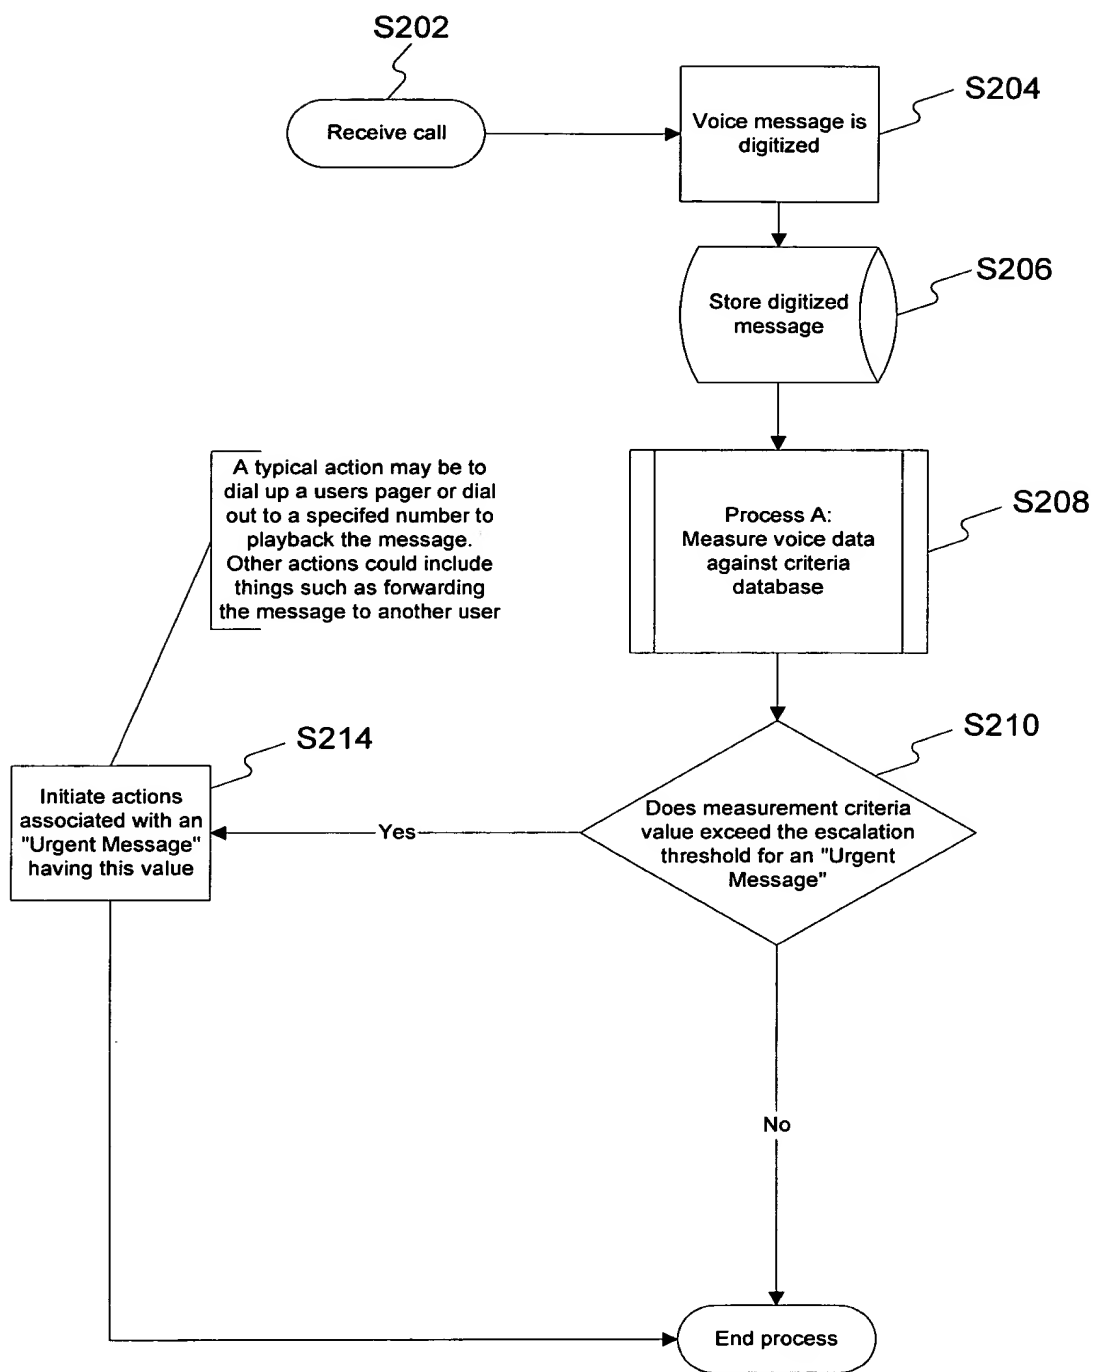 S202
Receive call
S204
Voice message is
digitized
S206
Store digitized
message
S208
Process A:
Measure voice data
against criteria
database
A typical action may be to
dial up a users pager or dial
out to a specifed number to
playback the message.
Other actions could include
things such as forwarding
the message to another user
S210
Does measurement criteria
value exceed the escalation
threshold for an "Urgent
Message"
S214
Initiate actions
associated with an
"Urgent Message"
having this value
Yes
No
End process